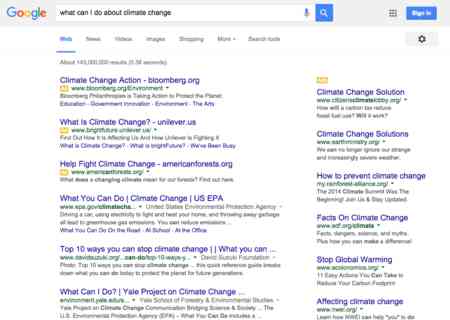 Google
what can I do about climate change
Sign in
Web News Videos Images Shopping More Search tools
About 143,000,000 results (0.56 seconds)
Climate Change Action - bloomberg.org
www.bloomberg.org/Environment
Bloomberg Philanthropies is Taking Action to Protect the Planet.
Education - Government Innovation - Environment - The Arts
What Is Climate Change? - unilever.us
www.brightfuture.unilever.us/
Find Out How It Is Affecting Us And How Unilever is Fighting It
What is Climate Change? - What is brightFuture? - We've Been Busy
Help Fight Climate Change - americanforests.org
www.americanforests.org/
What does a changing climate mean for our forests? Find out here.
What You Can Do | Climate Change | US EPA
www.epa.gov/climatecha... United States Environmental Protection Agency
Driving a car, using electricity to light and heat your home, and throwing away garbage
all lead to greenhouse gas emissions. You can reduce emissions ...
What You Can Do On the Road - At School - At the Office
Top 10 ways you can stop climate change | | What you can ...
www.davidsuzuki.org/...can-do/top-10-ways-... David Suzuki Foundation
Photo: Top 10 ways you can stop climate change ... this quick reference guide breaks
down what you can do today to protect the planet for future generations.
What Can I Do? | Yale Project on Climate Change ...
environment.yale.edu/... Yale School of Forestry & Environmental Studies
Yale Project on Climate Change Communication Bridging Science & Society ... The
U.S. Environmental Protection Agency (EPA) – What You Can Do includes a ...
Ads
Climate Change Solution
www.citizensclimatelobby.org/
How will a carbon tax reduce
fossil fuel use? Will it work?
Climate Change Solutions
www.earthministry.org/
We can no longer ignore our strange
and increasingly severe weather.
How to prevent climate change
my.rainforest-alliance.org/
The 2014 Climate Summit Was The
Beginning! Join Us & Stay Updated.
Facts On Climate Change
www.edf.org/climate
Facts, dangers, science, and myths.
Plus how you can make a difference!
Stop Global Warming
www.ecolonomics.org/
11 Easy Actions You Can Take to
Reduce Your Carbon Footprint
Affecting climate change
www.nwei.org/
Learn how NWEI can help "you" to do